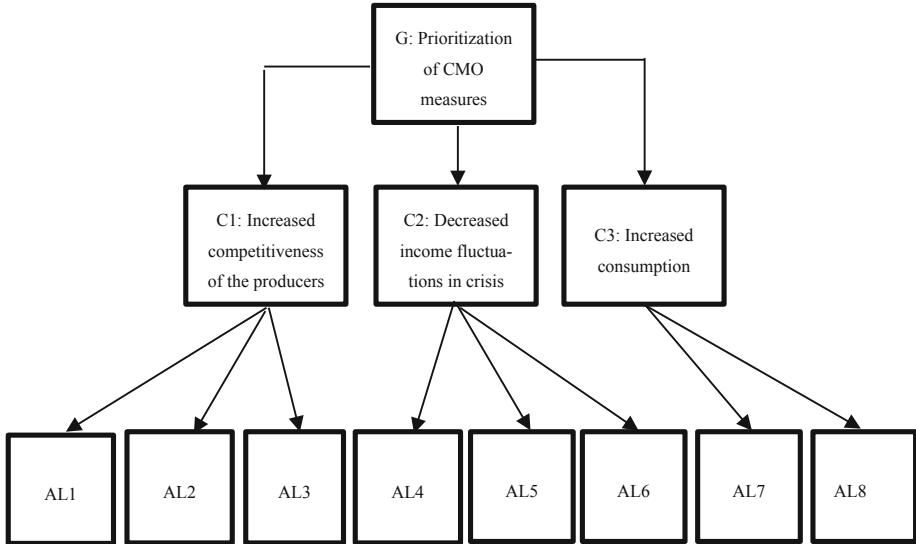 G: Prioritization
of CMO
measures
C1: Increased
competitiveness
of the producers
C2: Decreased
income fluctua-
tions in crisis
C3: Increased
consumption
AL1
AL2
AL3
AL4
AL5
AL6
AL7
AL8